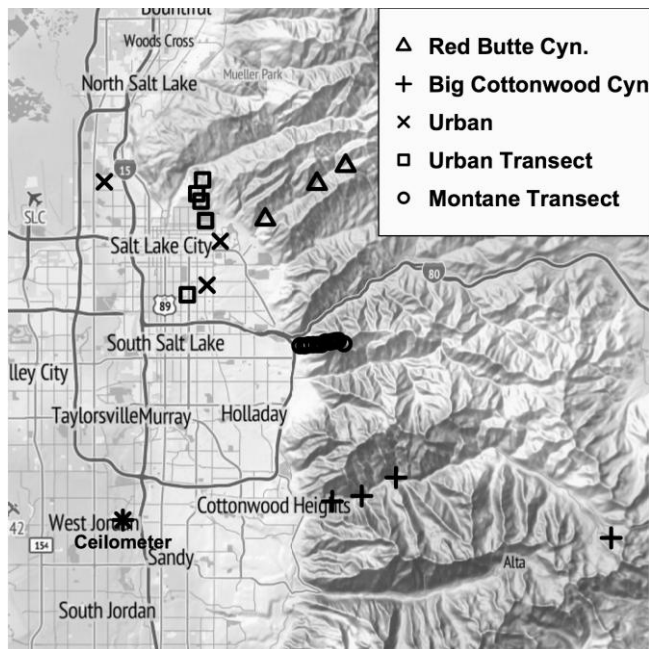 Bountiful
Woods Cross
Mueller Park
North Salt Lake
15
SLC
Salt Lake City
80
89
South Salt Lake
lley City
Taylorsville
Murray
Holladay
Cottonwood Heights
West Jordan
42
Ceilometer
154
Sandy
Alta
South Jordan
Red Butte Cyn.
Big Cottonwood Cyn
Urban
Urban Transect
Montane Transect